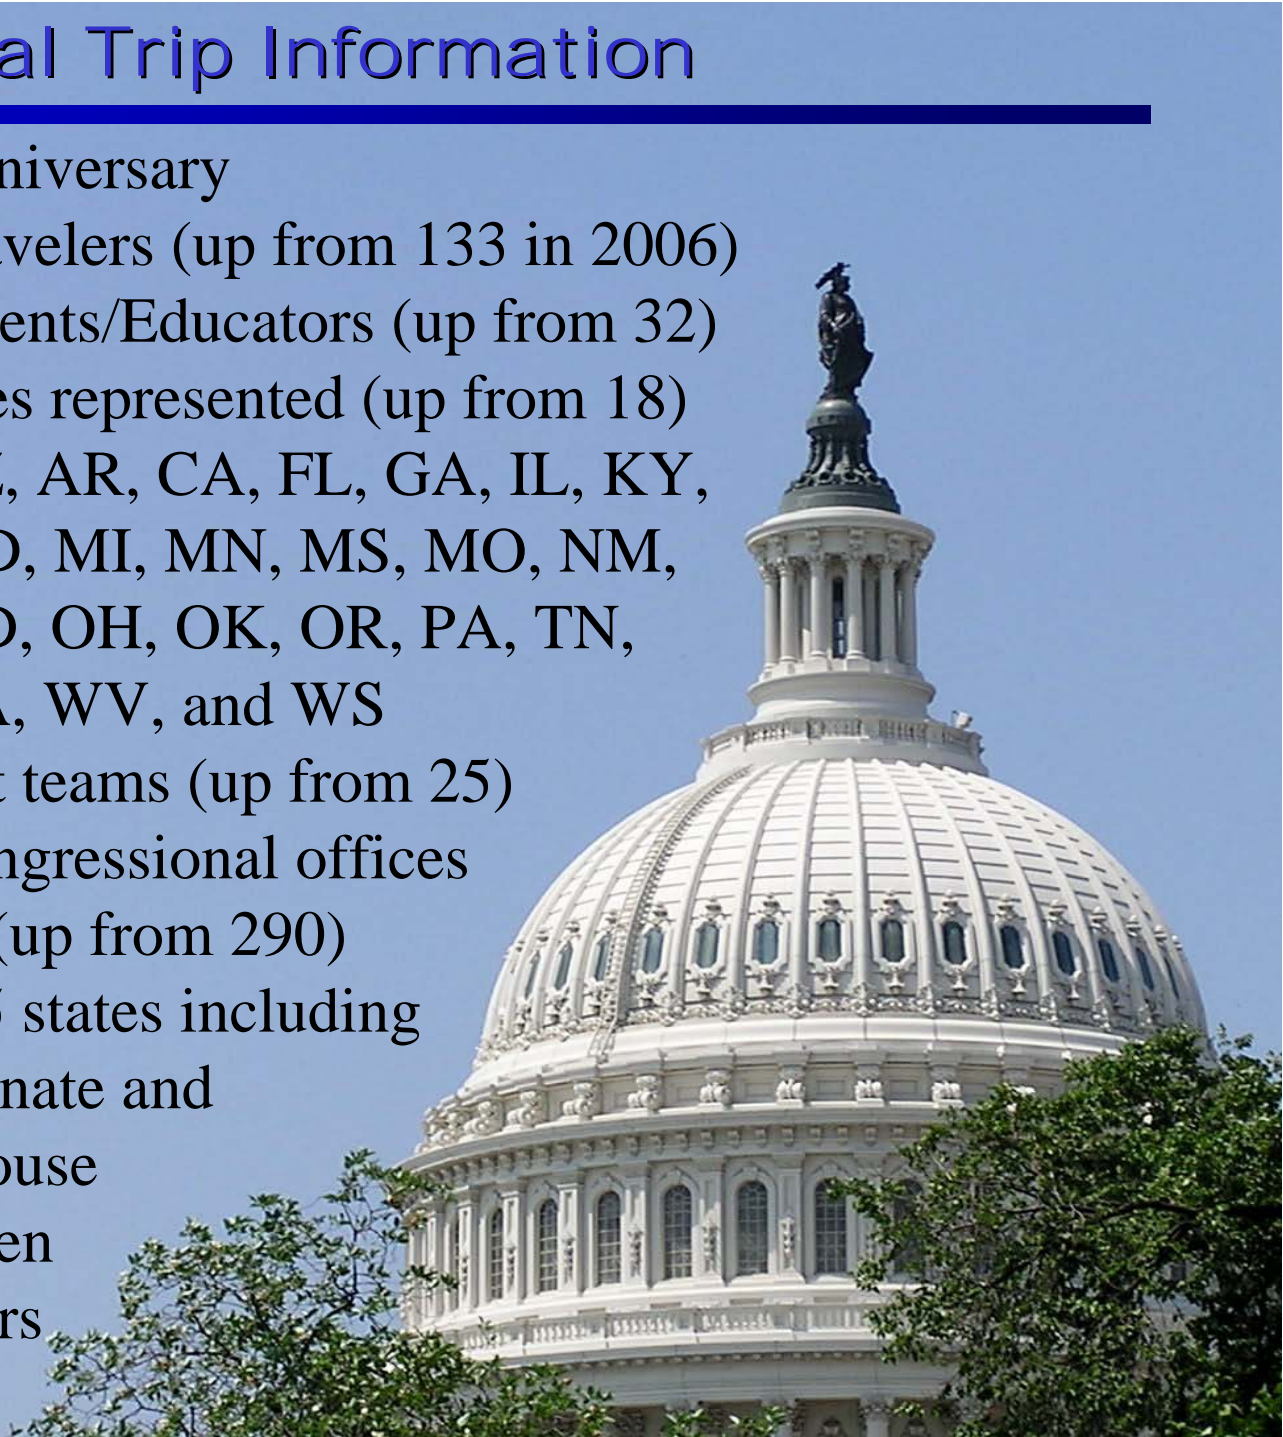 al Trip Information
niversary
avelers (up from 133 in 2006)
ents/Educators (up from 32)
es represented (up from 18)
, AR, CA, FL, GA, IL, KY,
D, MI, MN, MS, MO, NM,
D, OH, OK, OR, PA, TN,
A, WV, and WS
t teams (up from 25)
ngressional offices
(up from 290)
states including
nate and
ouse
en
rs